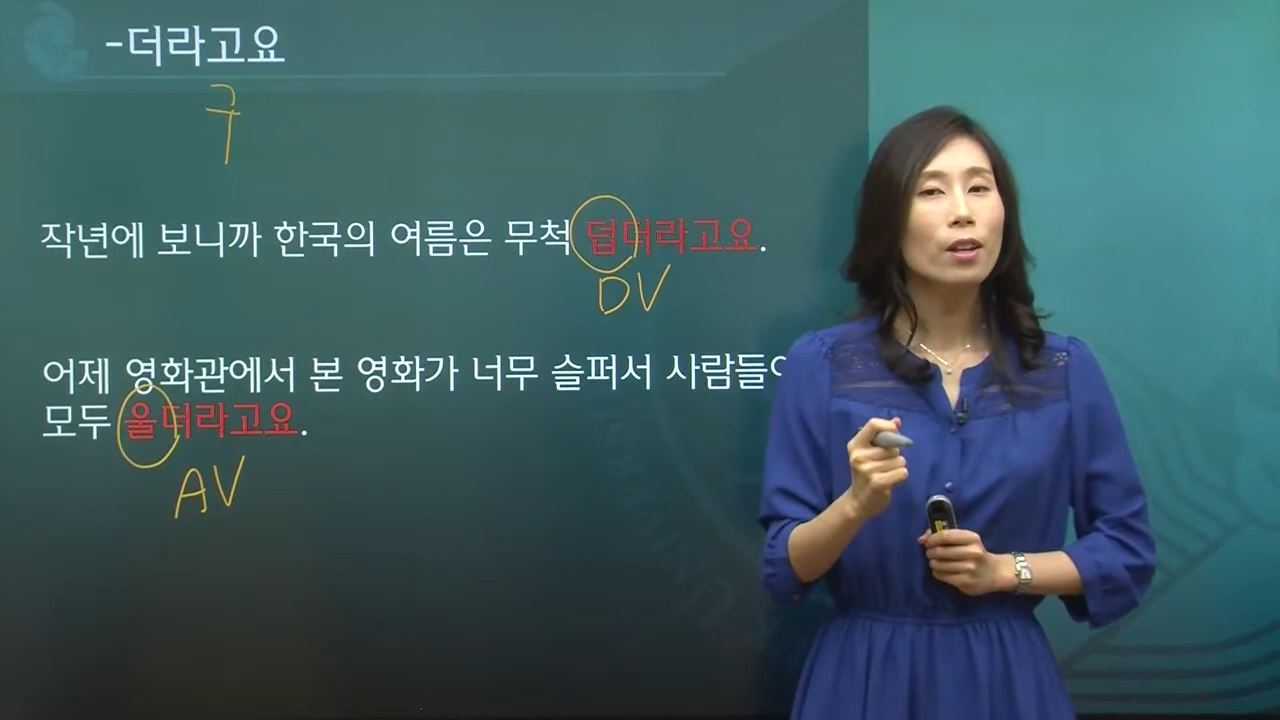 -더라고요
구
작년에 보니까 한국의 여름은 무척 덥더라고요.
DV
어제 영화관에서 본 영화가 너무 슬퍼서 사람들이
모두 울더라고요.
AV